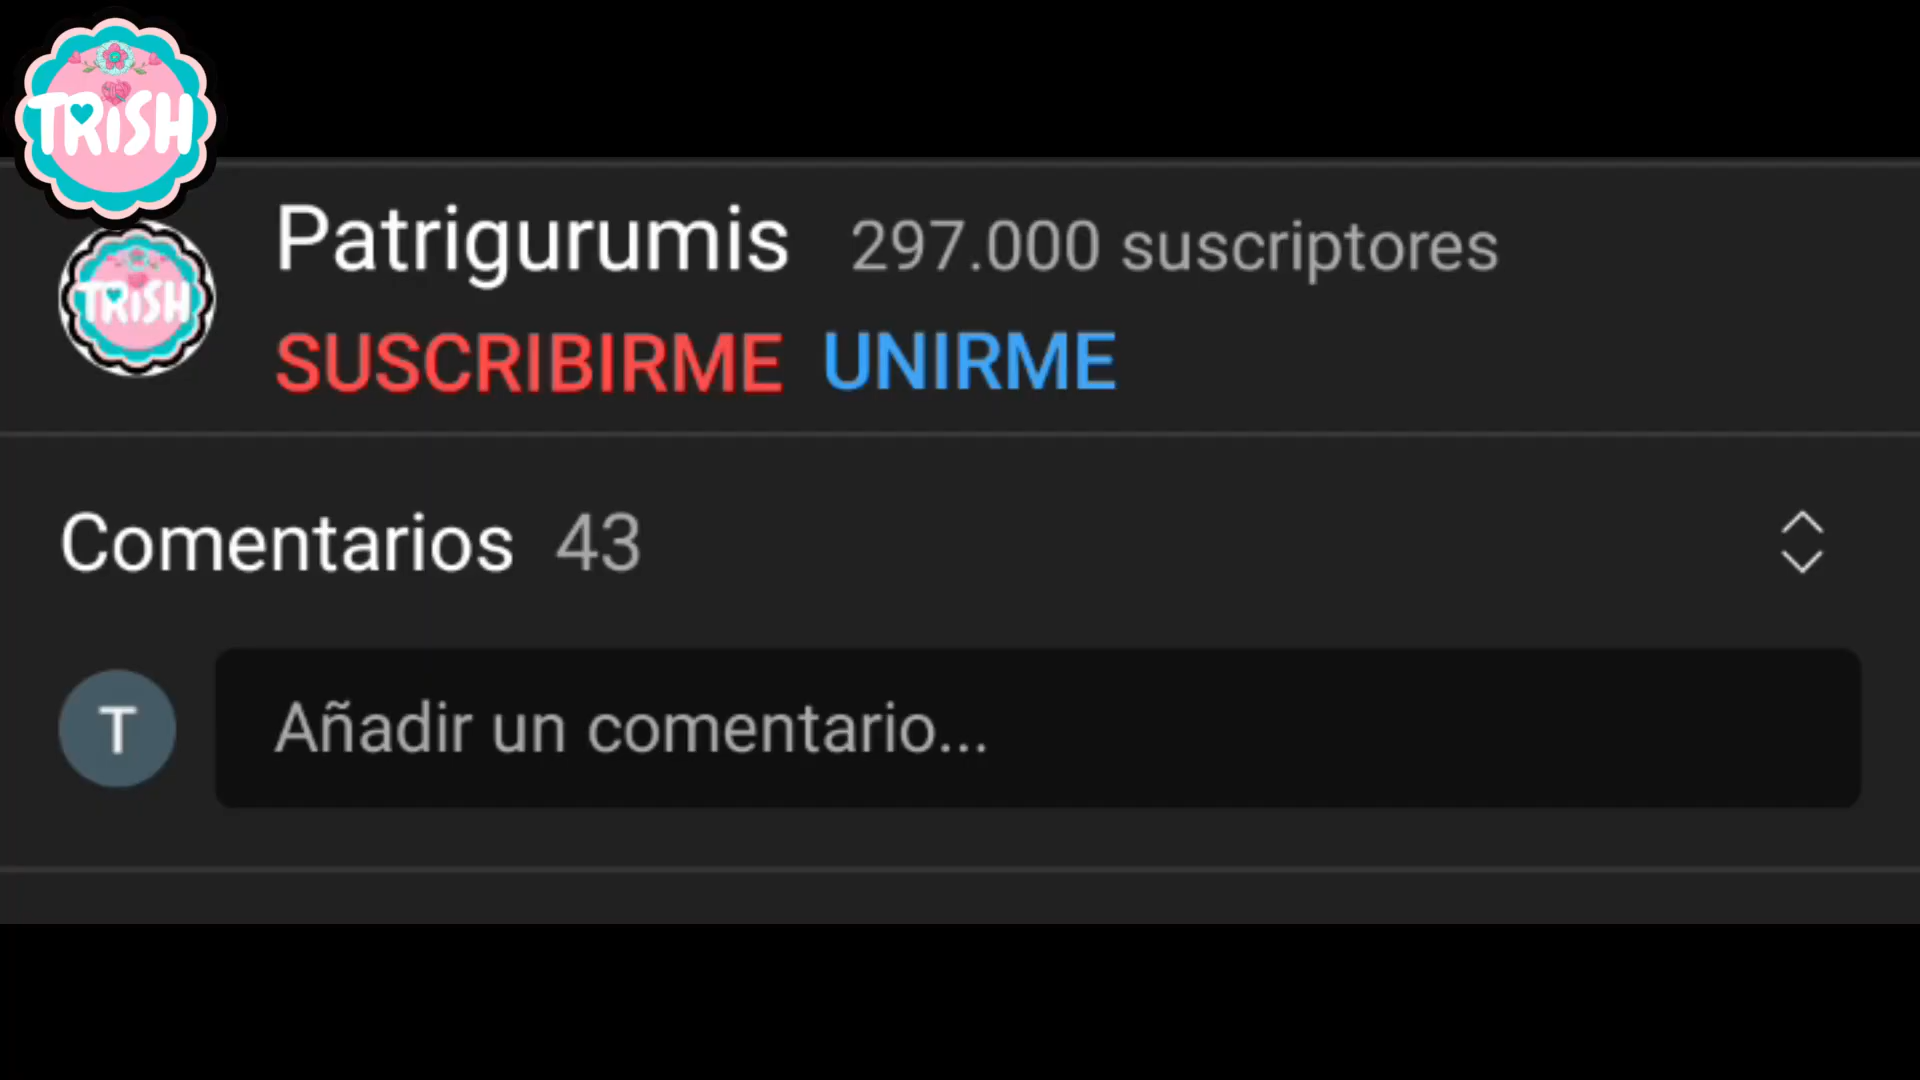 TRISH
Patrigurumis 297.000 suscriptores
TRISH
SUSCRIBIRME UNIRME
Comentarios 43
T
Añadir un comentario...